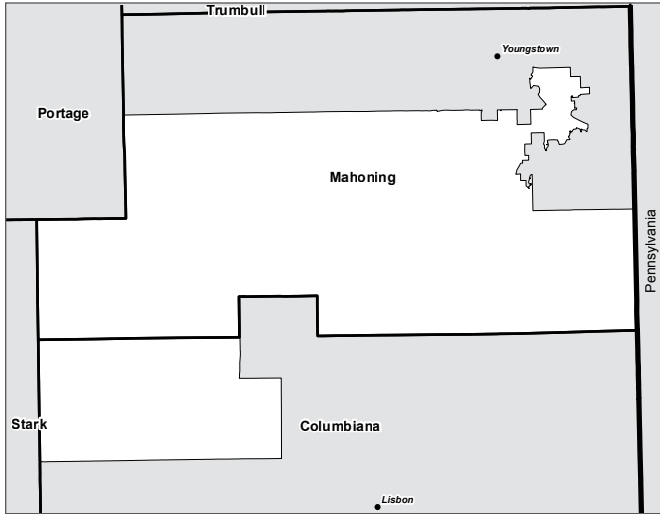 Trumbull
Youngstown
Portage
Mahoning
Pennsylvania
Stark
Columbiana
Lisbon